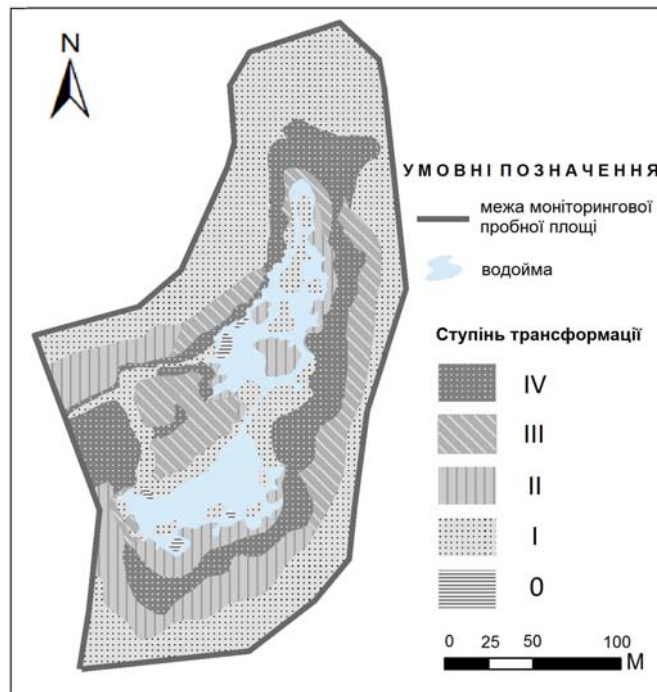 N
УМОВНІ ПОЗНАЧЕННЯ
межа моніторингової
пробної площі
водойма
Ступінь трансформації
IV
III
II
I
0
0 25 50 100
М